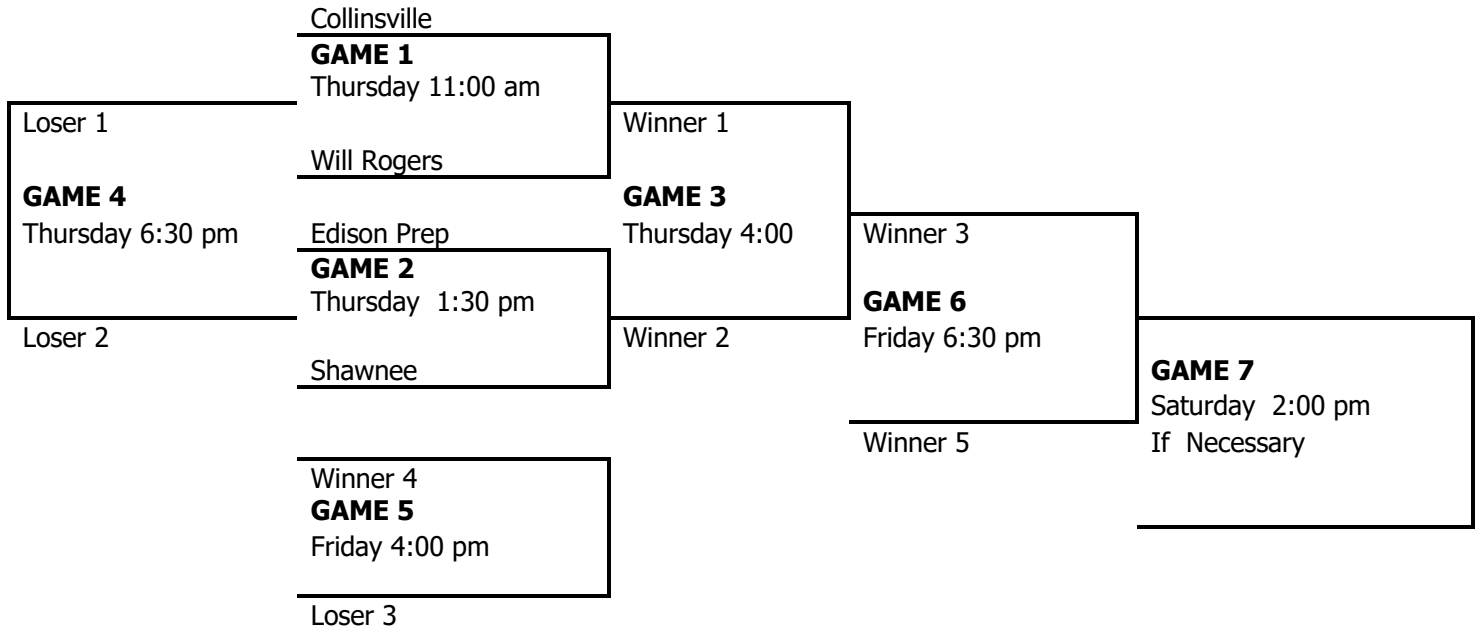 Collinsville
GAME 1
Thursday 11:00 am
Loser 1
Winner 1
Will Rogers
GAME 4
GAME 3
Thursday 6:30 pm
Edison Prep
Thursday 4:00
Winner 3
GAME 2
Thursday  1:30 pm
GAME 6
Loser 2
Winner 2
Friday 6:30 pm
Shawnee
GAME 7
Saturday  2:00 pm
Winner 5
If  Necessary
Winner 4
GAME 5
Friday 4:00 pm
Loser 3